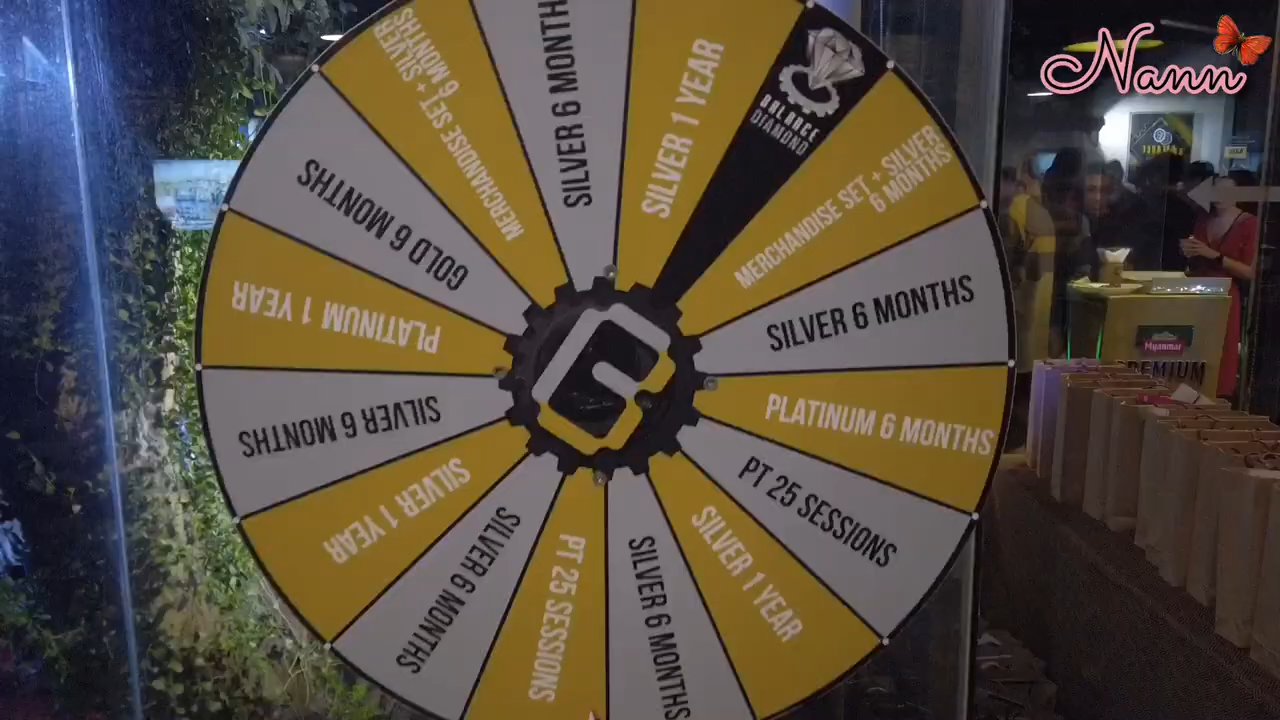 Nann
SILVER 6 MONTHS
SILVER 1 YEAR
BALANCE
DIAMOND
MERCHANDISE SET + SILVER
6 MONTHS
SILVER 6 MONTHS
PLATINUM 6 MONTHS
PT 25 SESSIONS
SILVER 1 YEAR
SILVER 6 MONTHS
PT 25 SESSIONS
SILVER 6 MONTHS
SILVER 1 YEAR
SILVER 6 MONTHS
PLATINUM 1 YEAR
GOLD 6 MONTHS
MERCHANDISE SET + SILVER
6 MONTHS
Myanmar
PREMIUM